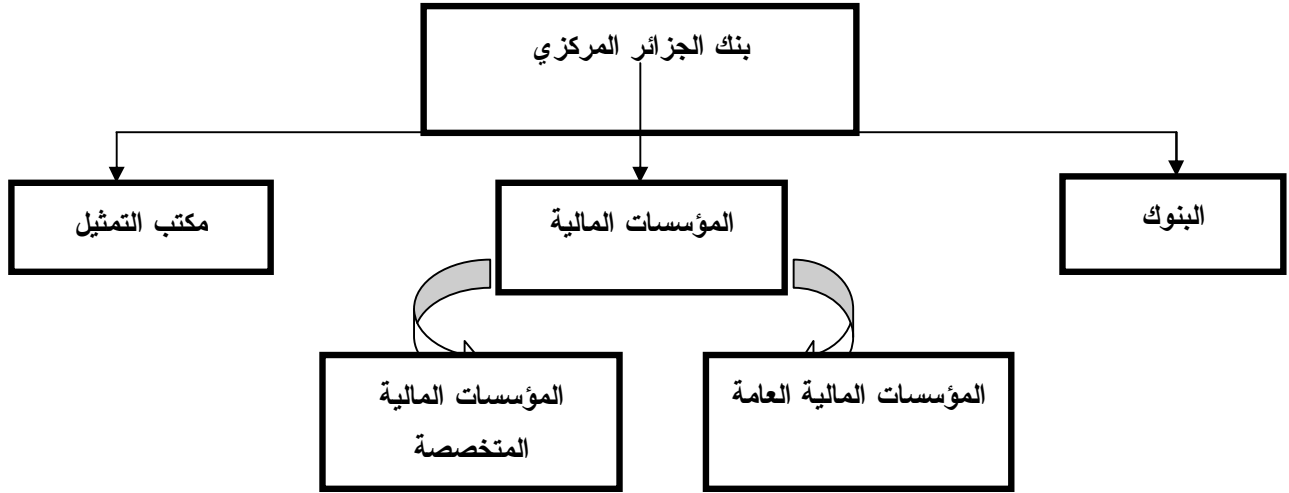 بنك الجزائر المركزي
البنوك
المؤسسات المالية
مكتب التمثيل
المؤسسات المالية العامة
المؤسسات المالية
المتخصصة